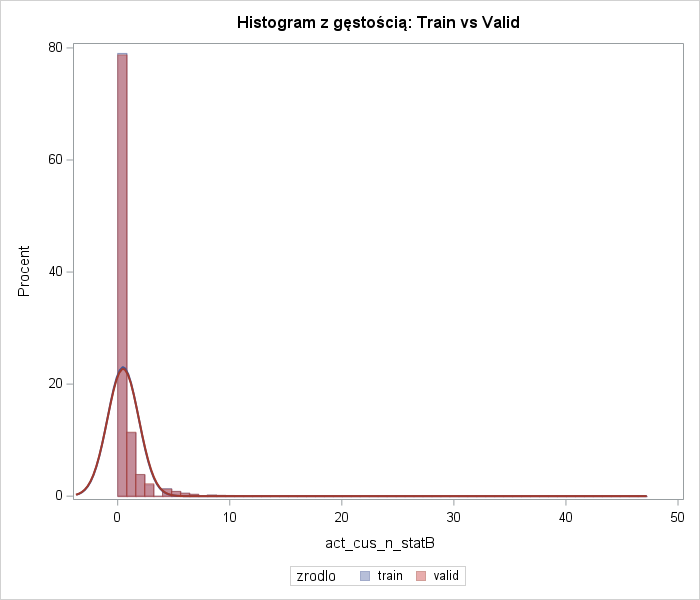 Histogram z gęstością: Train vs Valid
80
60
40
20
0
Procent
0 10 20 30 40 50
act_cus_n_statB
zrodlo train valid